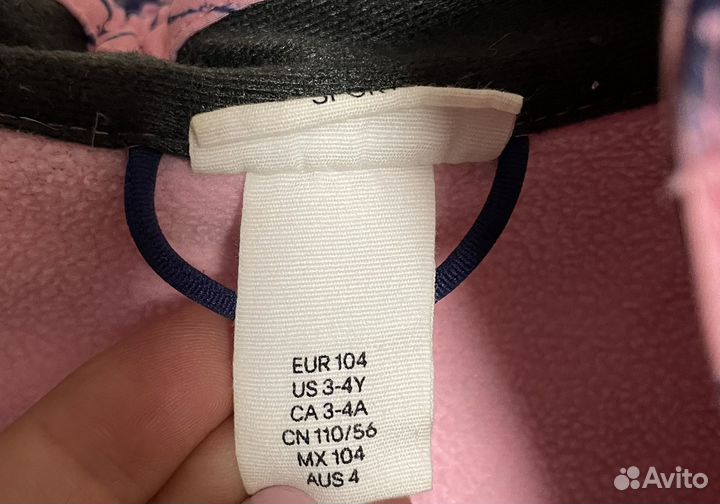 EUR 104
US 3-4Y
CA 3-4A
CN 110/56
MX 104
AUS 4
Avito